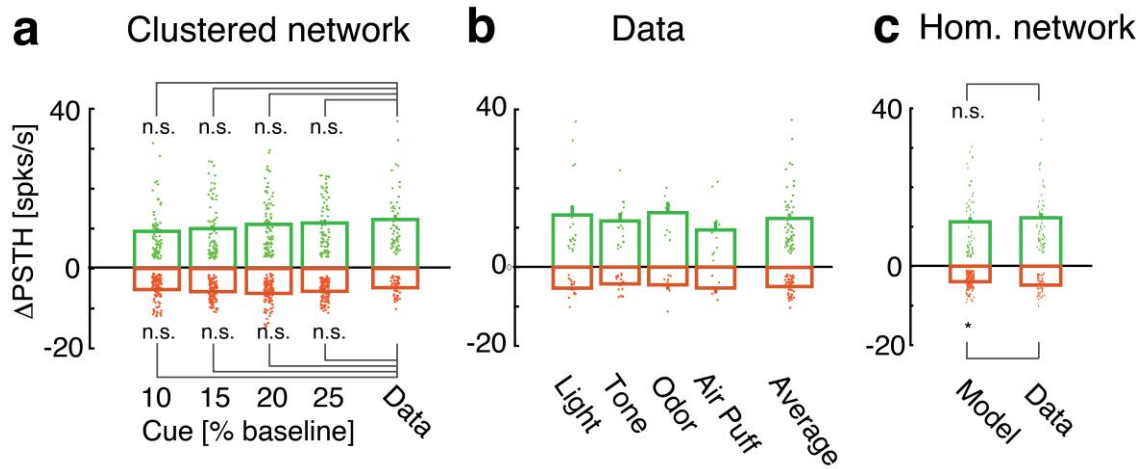 a Clustered network
ΔPSTH [spks/s]
40
0
-20
n.s. n.s. n.s. n.s.
n.s. n.s. n.s. n.s.
10 15 20 25 Data
Cue [% baseline]
b Data
40
0
-20
Light Tone Odor Air Puff Average
c Hom. network
40
0
-20
n.s.
*
Model Data